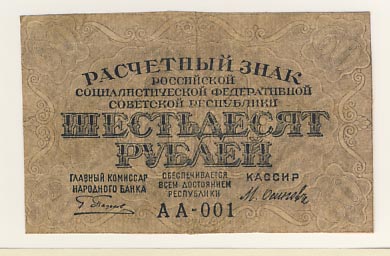 РАСЧЕТНЫЙ ЗНАК
РОССИЙСКОЙ
СОЦИАЛИСТИЧЕСКОЙ ФЕДЕРАТИВНОЙ
СОВЕТСКОЙ РЕСПУБЛИКИ
ШЕСТЬДЕСЯТ
РУБЛЕЙ
ГЛАВНЫЙ КОМИССАР
НАРОДНОГО БАНКА
ОБЕСПЕЧИВАЕТСЯ
ВСЕМ ДОСТОЯНИЕМ
РЕСПУБЛИКИ
КАССИР
АА-001